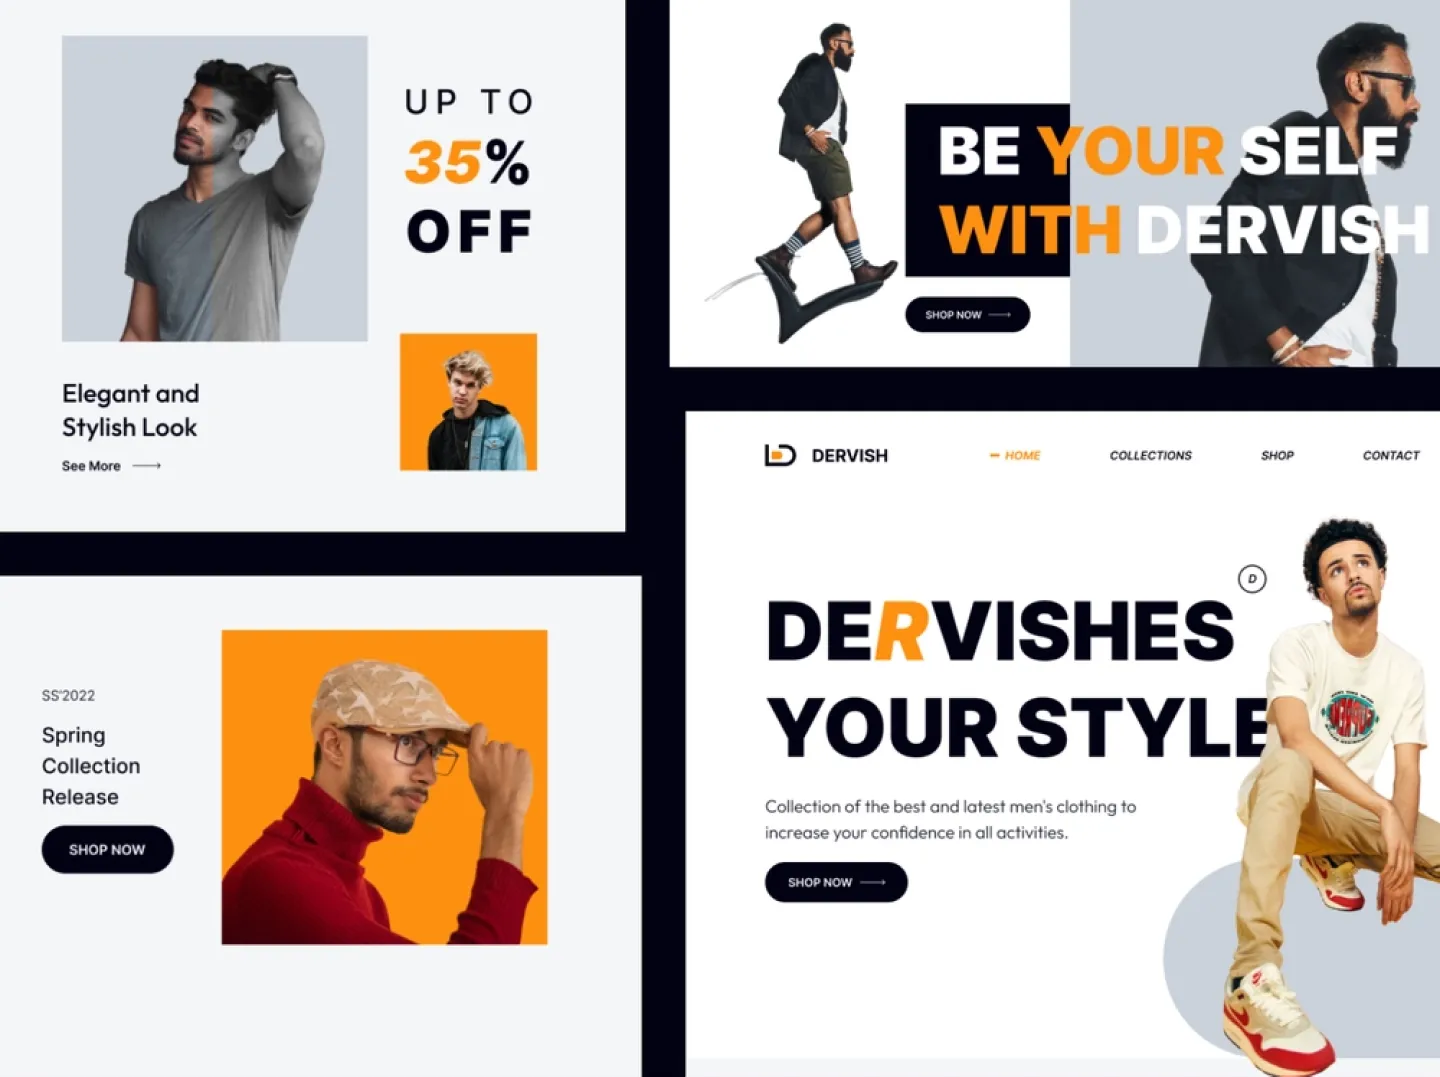 UP TO
35%
OFF
Elegant and
Stylish Look
See More
BE YOUR SELF
WITH DERVISH
SHOP NOW
SS'2022
Spring
Collection
Release
SHOP NOW
DERVISH
HOME
COLLECTIONS
SHOP
CONTACT
D
DERVISHES
YOUR STYLE
Collection of the best and latest men's clothing to
increase your confidence in all activities.
SHOP NOW